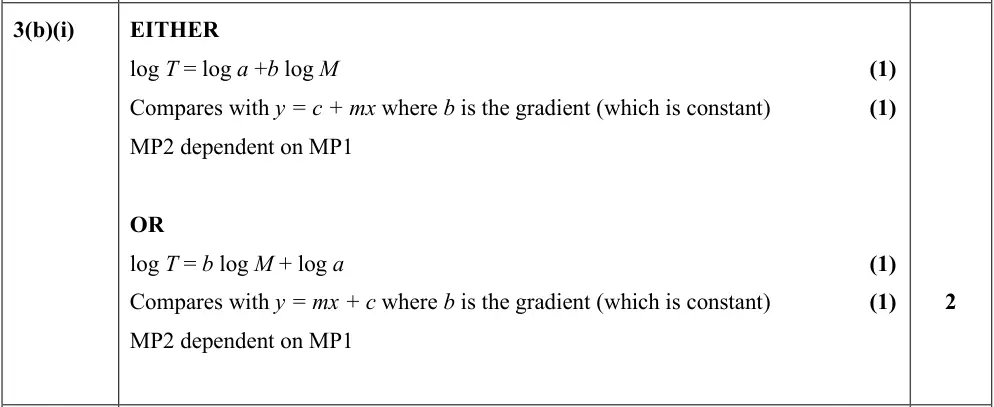 3(b)(i)
EITHER
log T = log a +b log M (1)
Compares with y = c + mx where b is the gradient (which is constant) (1)
MP2 dependent on MP1
OR
log T = b log M + log a (1)
Compares with y = mx + c where b is the gradient (which is constant) (1) 2
MP2 dependent on MP1